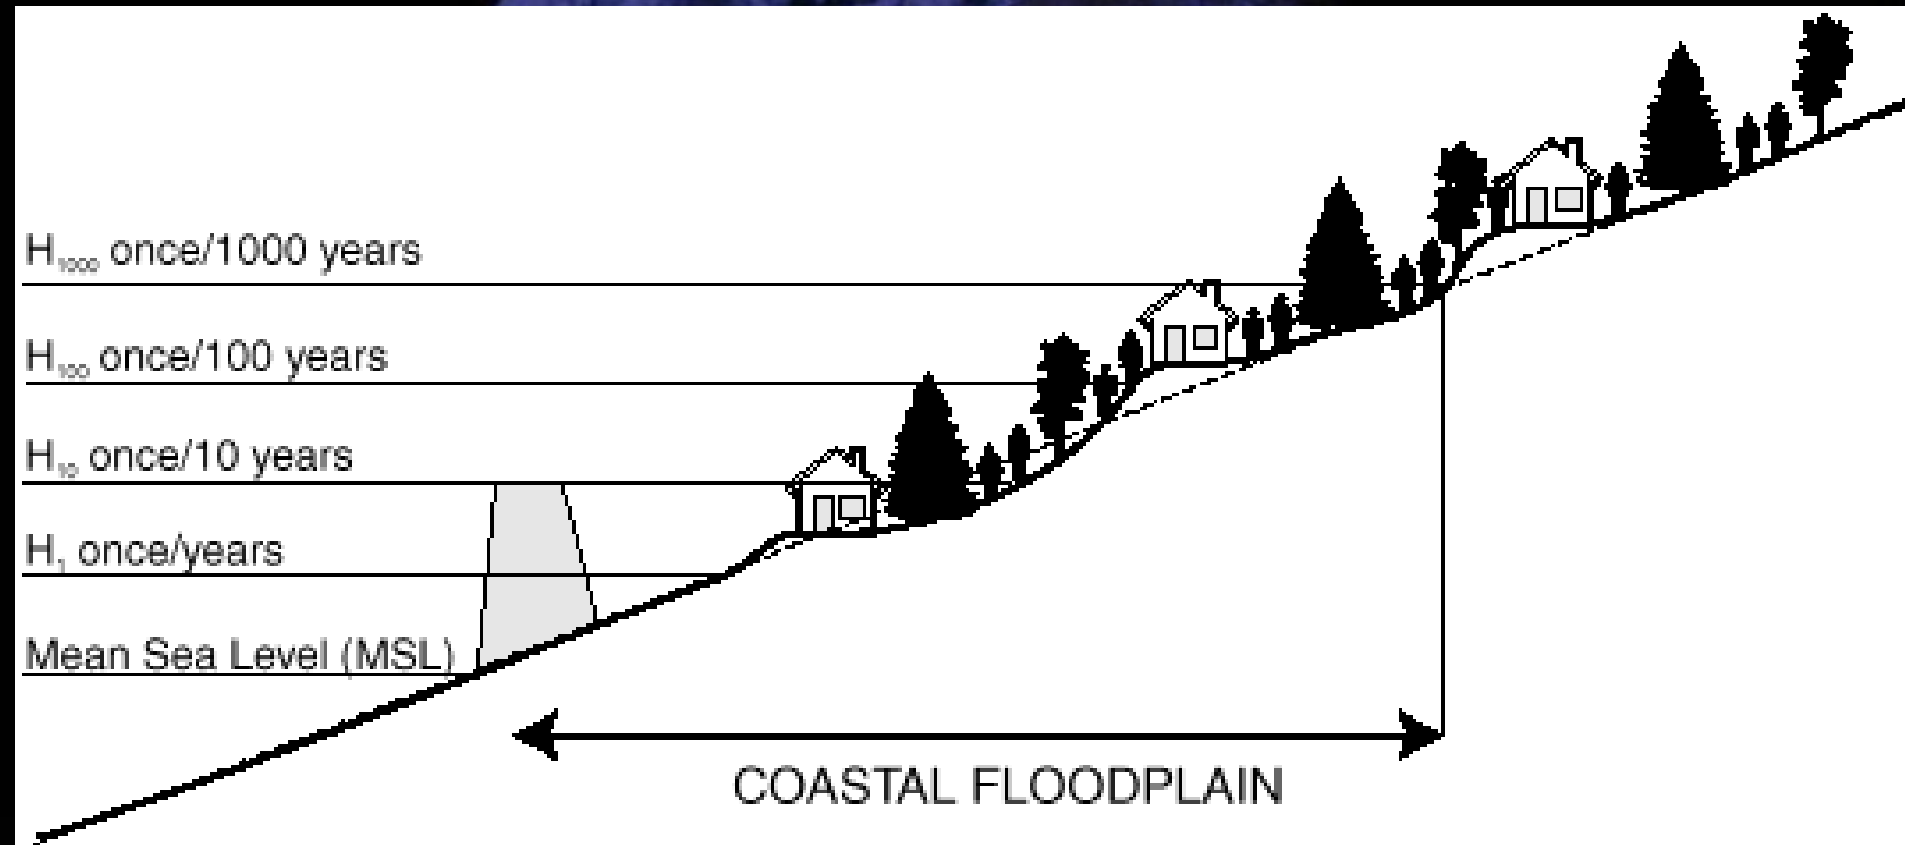 H₁₀₀₀ once/1000 years
H₁₀₀ once/100 years
H₁₀ once/10 years
H₁ once/years
Mean Sea Level (MSL)
COASTAL FLOODPLAIN